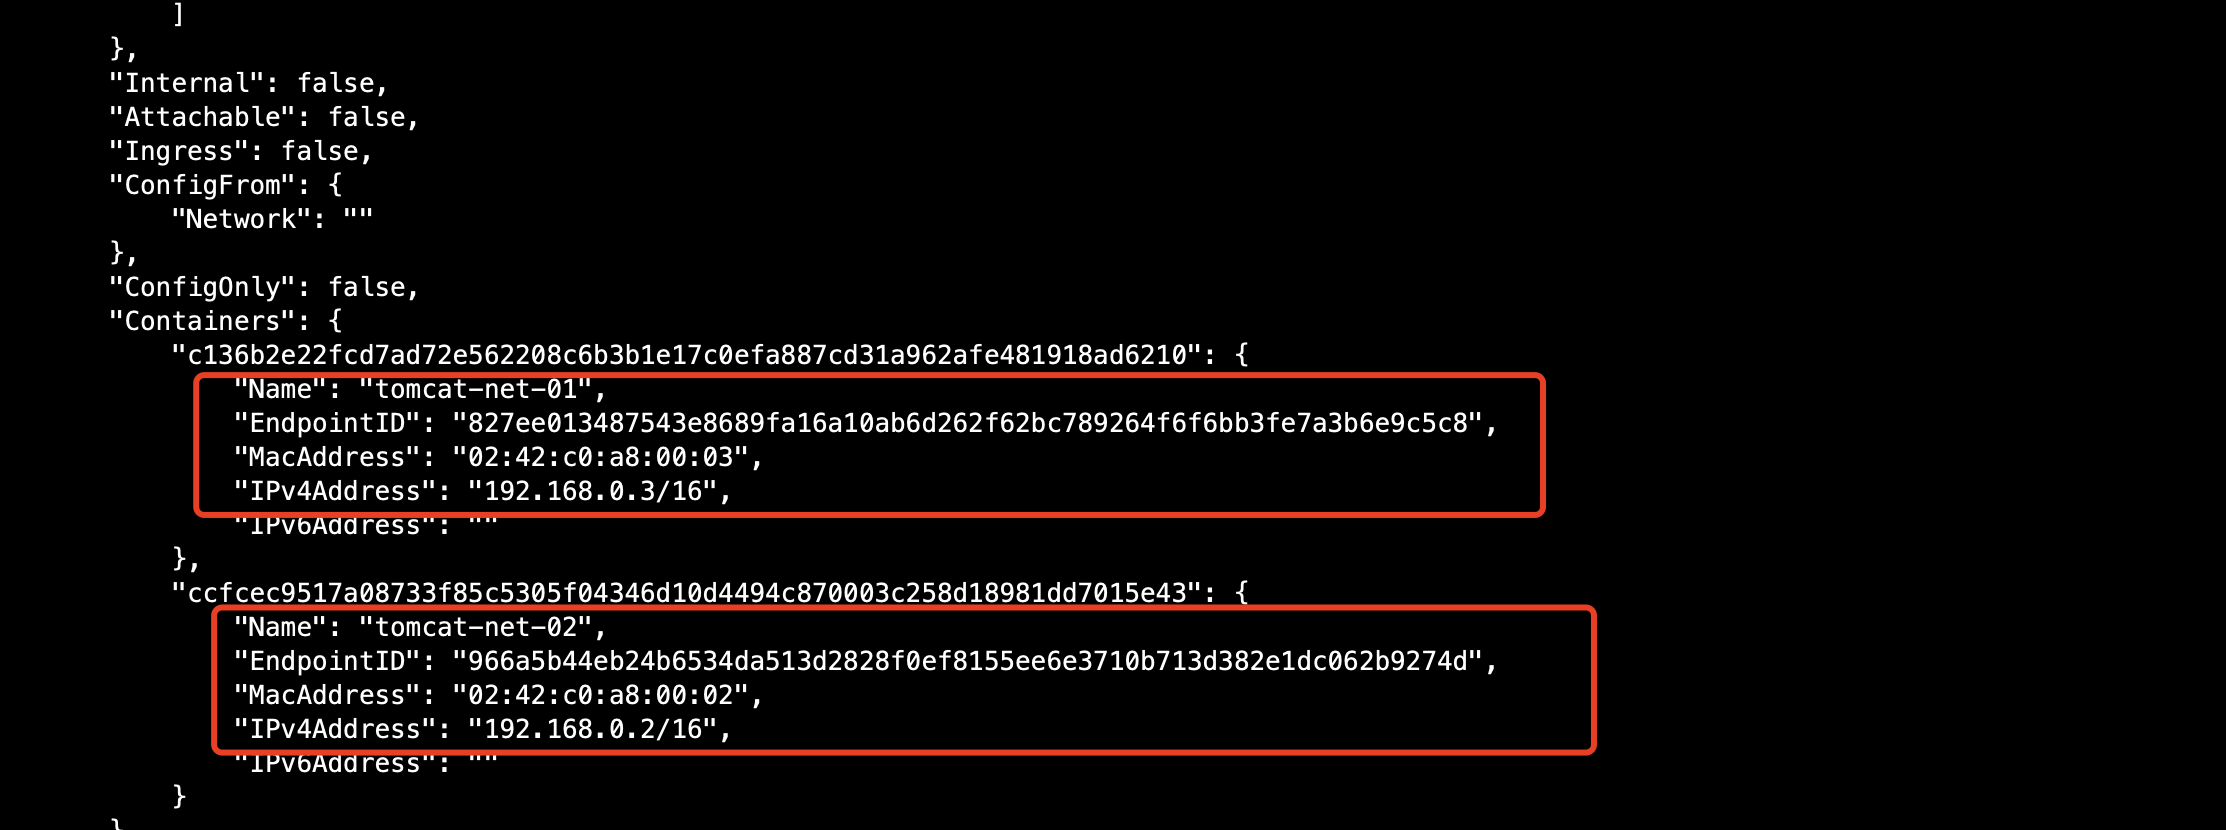 ]
},
"Internal": false,
"Attachable": false,
"Ingress": false,
"ConfigFrom": {
"Network": ""
},
"ConfigOnly": false,
"Containers": {
"c136b2e22fcd7ad72e562208c6b3b1e17c0efa887cd31a962afe481918ad6210": {
"Name": "tomcat-net-01",
"EndpointID": "827ee013487543e8689fa16a10ab6d262f62bc789264f6f6bb3fe7a3b6e9c5c8",
"MacAddress": "02:42:c0:a8:00:03",
"IPv4Address": "192.168.0.3/16",
"IPv6Address": ""
},
"ccfcec9517a08733f85c5305f04346d10d4494c870003c258d18981dd7015e43": {
"Name": "tomcat-net-02",
"EndpointID": "966a5b44eb24b6534da513d2828f0ef8155ee6e3710b713d382e1dc062b9274d",
"MacAddress": "02:42:c0:a8:00:02",
"IPv4Address": "192.168.0.2/16",
"IPv6Address": ""
}
}